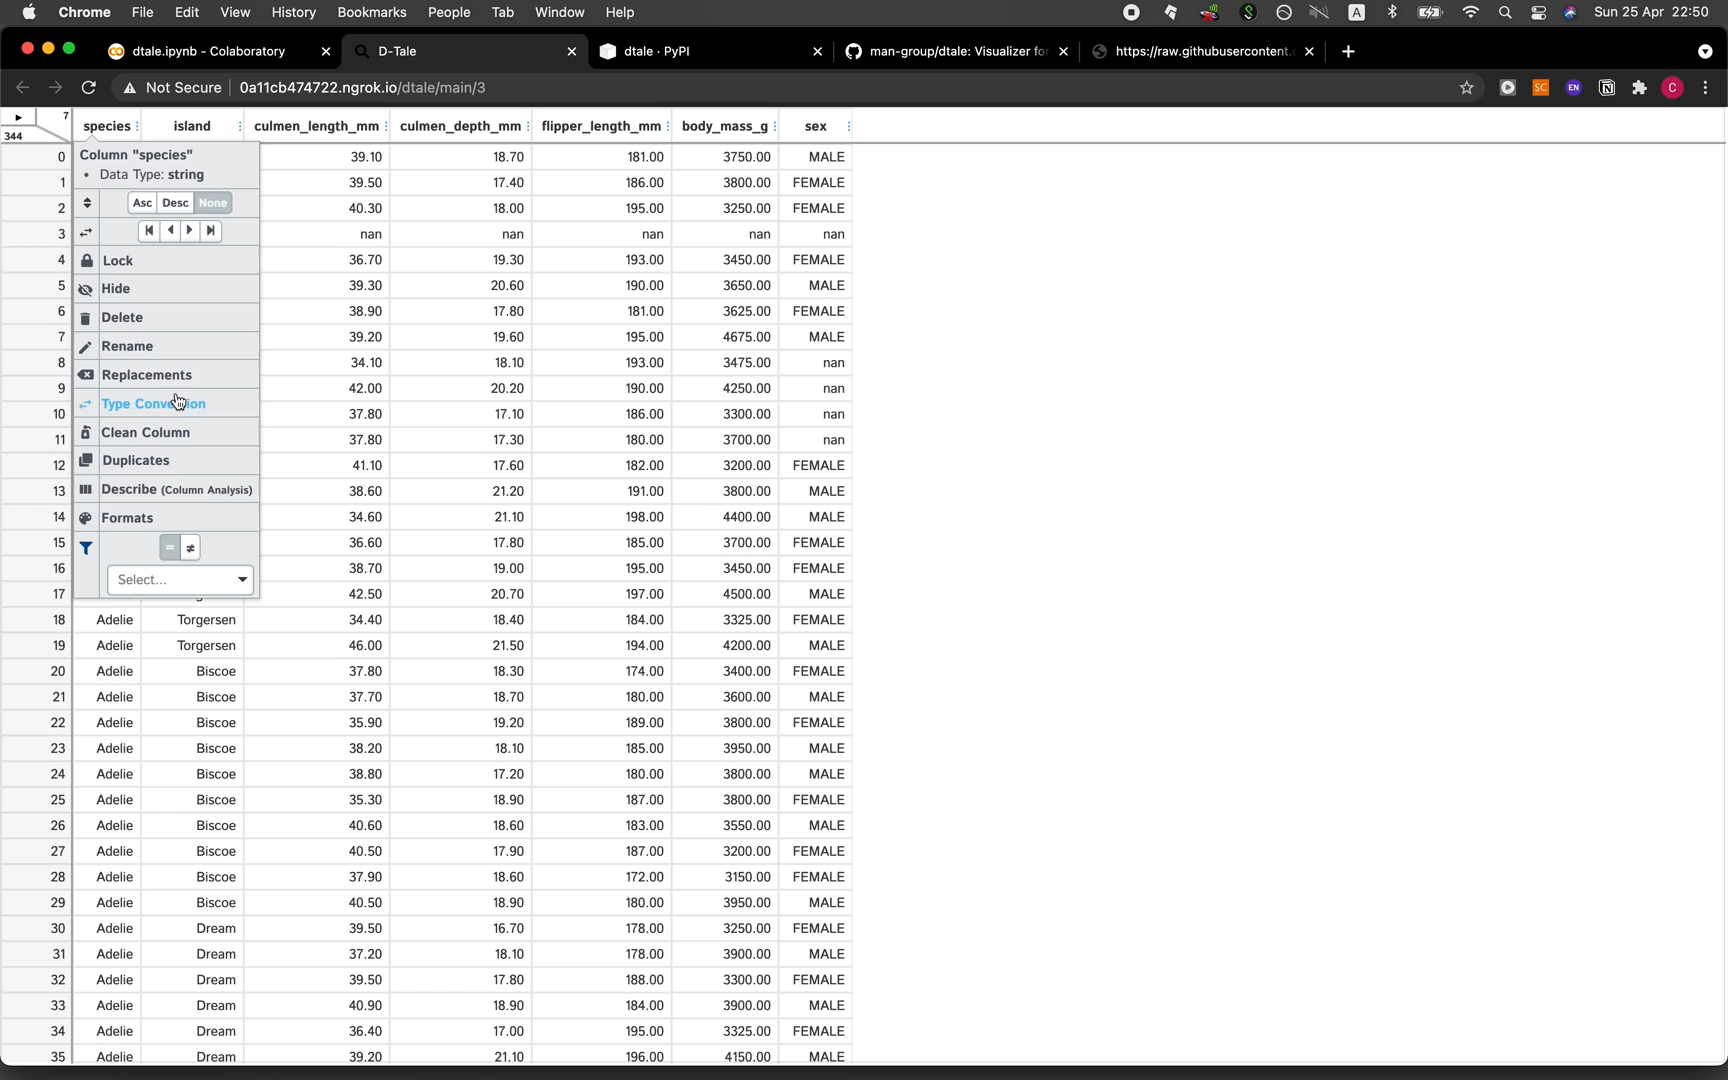 Chrome File Edit View History Bookmarks People Tab Window Help A Sun 25 Apr 22:50
dtale.ipynb - Colaboratory D-Tale dtale · PyPI man-group/dtale: Visualizer for https://raw.githubusercontent.
Not Secure 0a11cb474722.ngrok.io/dtale/main/3 SC EN C
7
344
species island culmen_length_mm culmen_depth_mm flipper_length_mm body_mass_g sex
0 39.10 18.70 181.00 3750.00 MALE
1 39.50 17.40 186.00 3800.00 FEMALE
2 40.30 18.00 195.00 3250.00 FEMALE
3 nan nan nan nan nan
4 36.70 19.30 193.00 3450.00 FEMALE
5 39.30 20.60 190.00 3650.00 MALE
6 38.90 17.80 181.00 3625.00 FEMALE
7 39.20 19.60 195.00 4675.00 MALE
8 34.10 18.10 193.00 3475.00 nan
9 42.00 20.20 190.00 4250.00 nan
10 37.80 17.10 186.00 3300.00 nan
11 37.80 17.30 180.00 3700.00 nan
12 41.10 17.60 182.00 3200.00 FEMALE
13 38.60 21.20 191.00 3800.00 MALE
14 34.60 21.10 198.00 4400.00 MALE
15 36.60 17.80 185.00 3700.00 FEMALE
16 38.70 19.00 195.00 3450.00 FEMALE
17 42.50 20.70 197.00 4500.00 MALE
18 Adelie Torgersen 34.40 18.40 184.00 3325.00 FEMALE
19 Adelie Torgersen 46.00 21.50 194.00 4200.00 MALE
20 Adelie Biscoe 37.80 18.30 174.00 3400.00 FEMALE
21 Adelie Biscoe 37.70 18.70 180.00 3600.00 MALE
22 Adelie Biscoe 35.90 19.20 189.00 3800.00 FEMALE
23 Adelie Biscoe 38.20 18.10 185.00 3950.00 MALE
24 Adelie Biscoe 38.80 17.20 180.00 3800.00 MALE
25 Adelie Biscoe 35.30 18.90 187.00 3800.00 FEMALE
26 Adelie Biscoe 40.60 18.60 183.00 3550.00 MALE
27 Adelie Biscoe 40.50 17.90 187.00 3200.00 FEMALE
28 Adelie Biscoe 37.90 18.60 172.00 3150.00 FEMALE
29 Adelie Biscoe 40.50 18.90 180.00 3950.00 MALE
30 Adelie Dream 39.50 16.70 178.00 3250.00 FEMALE
31 Adelie Dream 37.20 18.10 178.00 3900.00 MALE
32 Adelie Dream 39.50 17.80 188.00 3300.00 FEMALE
33 Adelie Dream 40.90 18.90 184.00 3900.00 MALE
34 Adelie Dream 36.40 17.00 195.00 3325.00 FEMALE
35 Adelie Dream 39.20 21.10 196.00 4150.00 MALE
Column "species"
• Data Type: string
Asc Desc None
Lock
Hide
Delete
Rename
Replacements
Type
Clean Column
Duplicates
Describe (Column Analysis)
Formats
= ≠
Select...